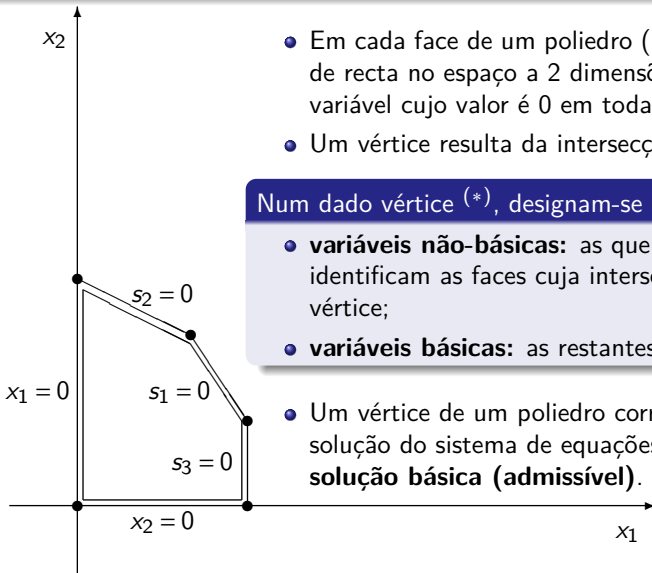 x2
• Em cada face de um poliedro (
de recta no espaço a 2 dimensõ
variável cujo valor é 0 em toda
• Um vértice resulta da intersecç
Num dado vértice (*), designam-se
• variáveis não-básicas: as que
identificam as faces cuja interse
vértice;
• variáveis básicas: as restantes
• Um vértice de um poliedro corr
solução do sistema de equações
solução básica (admissível).
s2 = 0
x1 = 0
s1 = 0
s3 = 0
x2 = 0
x1